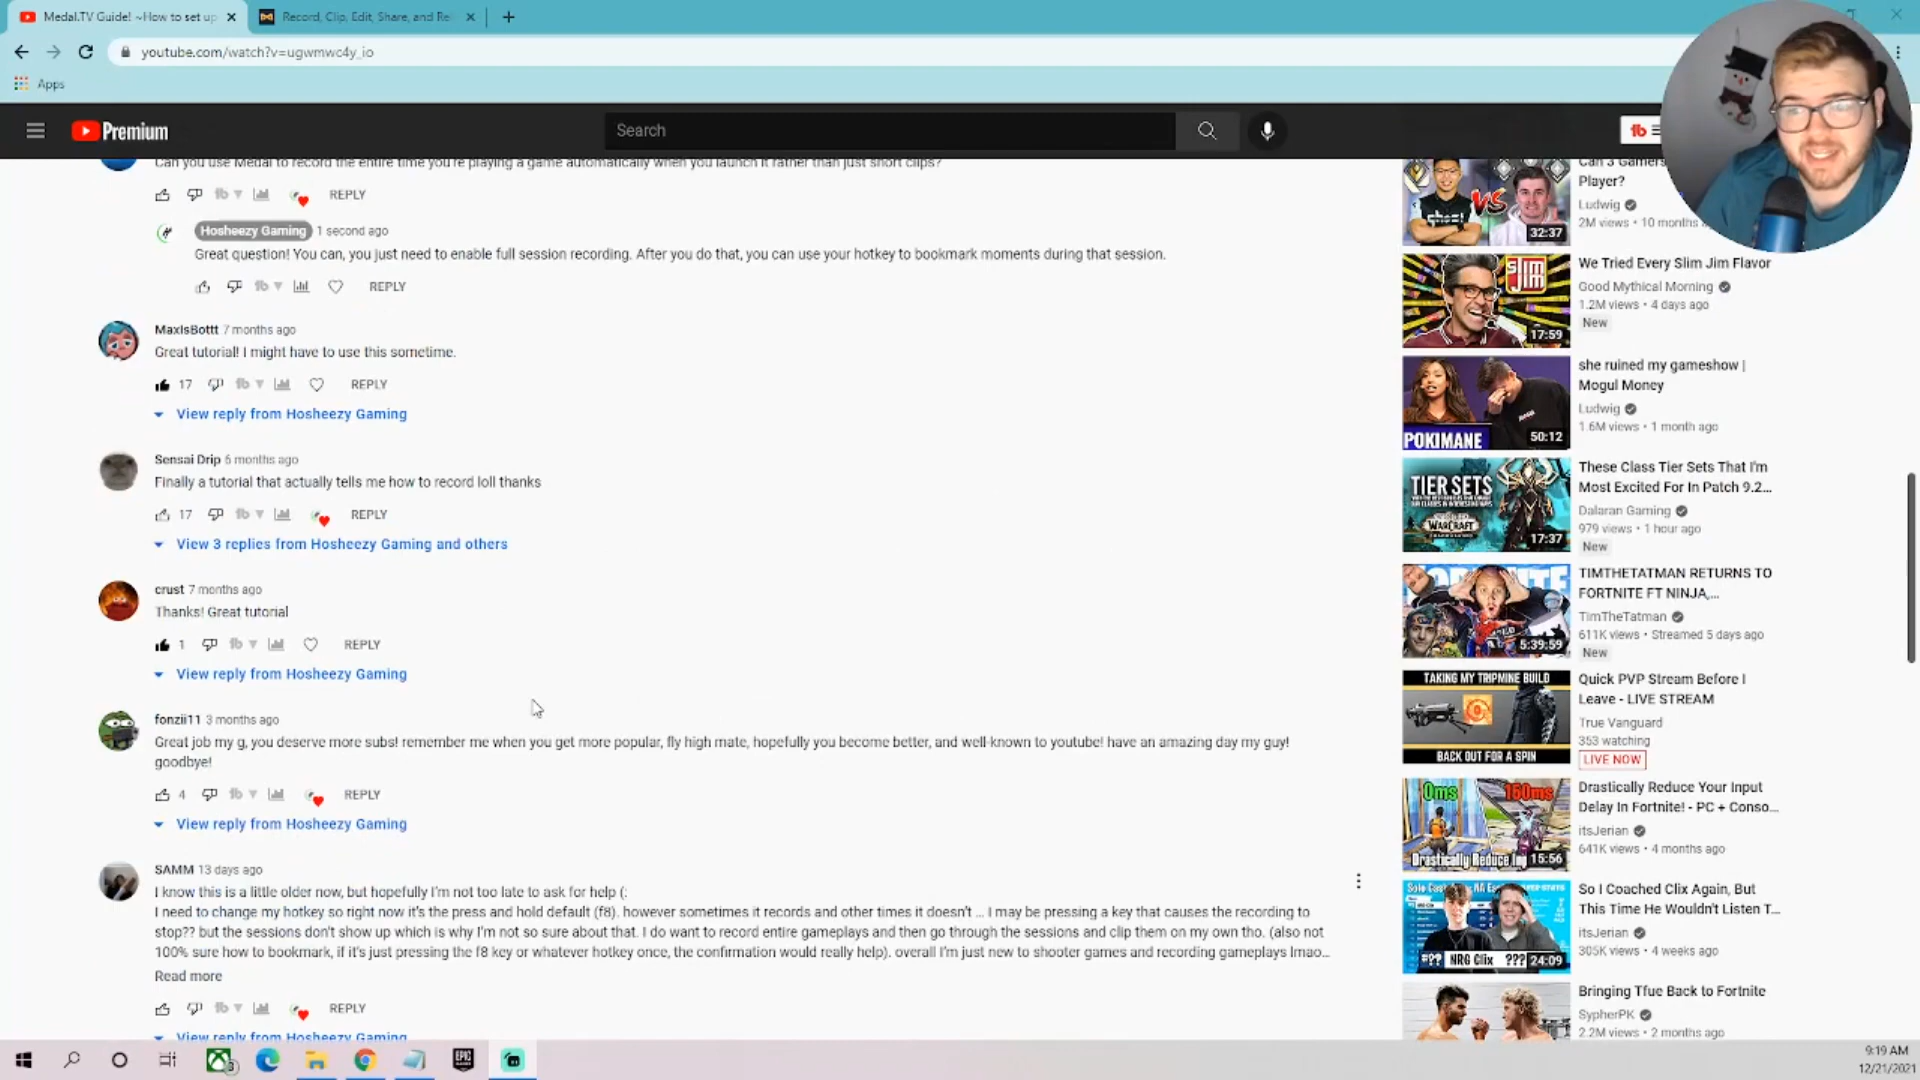 Medal.TV Guide! ~How to set up
Record, Clip, Edit, Share, and Re
youtube.com/watch?v=ugwmwc4y_io
Apps
Premium
Search
Can you use Medal to record the entire time you're playing a game automatically when you launch it rather than just short clips?
REPLY
Hosheezy Gaming 1 second ago
Great question! You can, you just need to enable full session recording. After you do that, you can use your hotkey to bookmark moments during that session.
REPLY
MaxIsBottt 7 months ago
Great tutorial! I might have to use this sometime.
17 REPLY
View reply from Hosheezy Gaming
Sensai Drip 6 months ago
Finally a tutorial that actually tells me how to record loll thanks
17 REPLY
View 3 replies from Hosheezy Gaming and others
crust 7 months ago
Thanks! Great tutorial
1 REPLY
View reply from Hosheezy Gaming
fonzii11 3 months ago
Great job my g, you deserve more subs! remember me when you get more popular, fly high mate, hopefully you become better, and well-known to youtube! have an amazing day my guy!
goodbye!
4 REPLY
View reply from Hosheezy Gaming
SAMM 13 days ago
I know this is a little older now, but hopefully I'm not too late to ask for help (:
I need to change my hotkey so right now it's the press and hold default (f8). however sometimes it records and other times it doesn't ... I may be pressing a key that causes the recording to
stop?? but the sessions don't show up which is why I'm not so sure about that. I do want to record entire gameplays and then go through the sessions and clip them on my own tho. (also not
100% sure how to bookmark, if it's just pressing the f8 key or whatever hotkey once, the confirmation would really help). overall I'm just new to shooter games and recording gameplays lmao...
Read more
REPLY
View reply from Hosheezy Gaming
Can 3 Gamers
Player?
Ludwig
2M views • 10 months
VS
32:37
We Tried Every Slim Jim Flavor
Good Mythical Morning
1.2M views • 4 days ago
New
SLIM JIM
17:59
she ruined my gameshow |
Mogul Money
Ludwig
1.6M views • 1 month ago
POKIMANE
50:12
These Class Tier Sets That I'm
Most Excited For In Patch 9.2...
Dalaran Gaming
979 views • 1 hour ago
New
TIER SETS
WARCRAFT
17:37
TIMTHETATMAN RETURNS TO
FORTNITE FT NINJA,...
TimTheTatman
611K views • Streamed 5 days ago
New
5:39:59
Quick PVP Stream Before I
Leave - LIVE STREAM
True Vanguard
353 watching
LIVE NOW
TAKING MY TRIPMINE BUILD
BACK OUT FOR A SPIN
Drastically Reduce Your Input
Delay In Fortnite! - PC + Conso...
itsJerian
641K views • 4 months ago
0ms
160ms
Drastically Reduce Inp
15:56
So I Coached Clix Again, But
This Time He Wouldn't Listen T...
itsJerian
305K views • 4 weeks ago
NRG Clix ???
24:09
Bringing Tfue Back to Fortnite
SypherPK
2.2M views • 2 months ago
EPIC
9:19 AM
12/21/2021